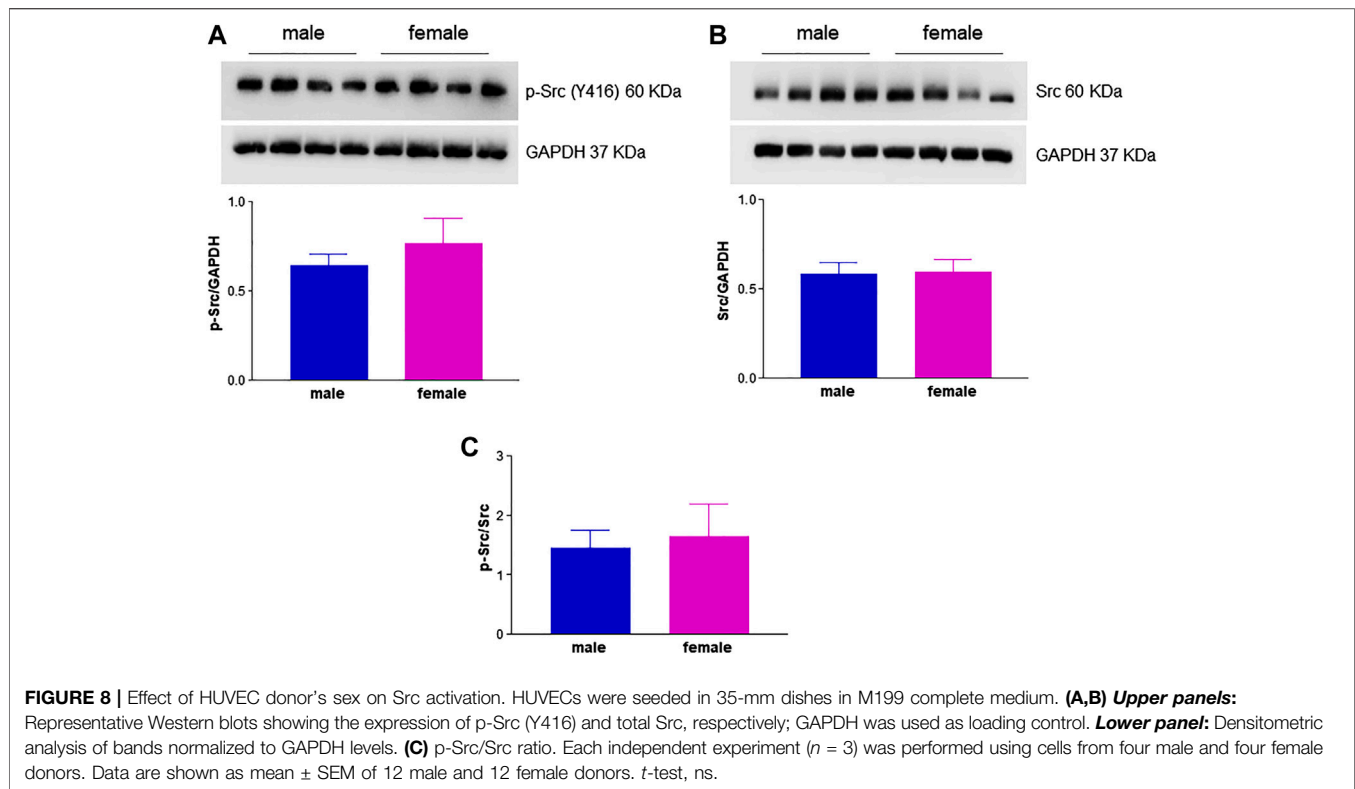 A
male female
p-Src (Y416) 60 KDa
GAPDH 37 KDa
p-Src/GAPDH
1.0
0.5
0.0
male female
B
male female
Src 60 KDa
GAPDH 37 KDa
Src/GAPDH
1.0
0.5
0.0
male female
C
p-Src/Src
3
2
1
0
male female
FIGURE 8 | Effect of HUVEC donor's sex on Src activation. HUVECs were seeded in 35-mm dishes in M199 complete medium. (A,B) Upper panels:
Representative Western blots showing the expression of p-Src (Y416) and total Src, respectively; GAPDH was used as loading control. Lower panel: Densitometric
analysis of bands normalized to GAPDH levels. (C) p-Src/Src ratio. Each independent experiment (n = 3) was performed using cells from four male and four female
donors. Data are shown as mean ± SEM of 12 male and 12 female donors. t-test, ns.